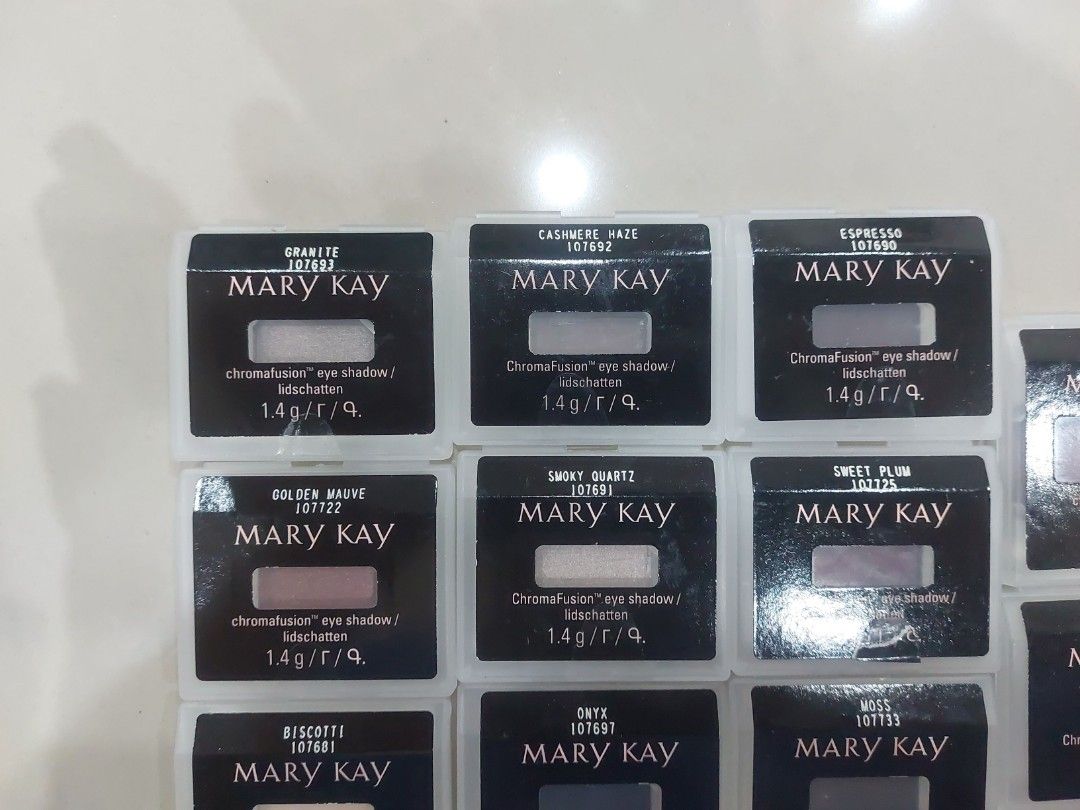 GRANITE
107693
MARY KAY
chromafusion™ eye shadow /
lidschatten
1.4 g / Г / Գ.
CASHMERE HAZE
107692
MARY KAY
ChromaFusion™ eye shadow /
lidschatten
1.4 g / Г / Գ.
ESPRESSO
107690
MARY KAY
ChromaFusion™ eye shadow /
lidschatten
1.4 g / Г / Գ.
GOLDEN MAUVE
107722
MARY KAY
chromafusion™ eye shadow /
lidschatten
1.4 g / Г / Գ.
SMOKY QUARTZ
107691
MARY KAY
ChromaFusion™ eye shadow /
lidschatten
1.4 g / Г / Գ.
SWEET PLUM
107725
MARY KAY
eye shadow /
BISCOTTI
107681
MARY KAY
ONYX
107697
MARY KAY
MOSS
107733
MARY KAY